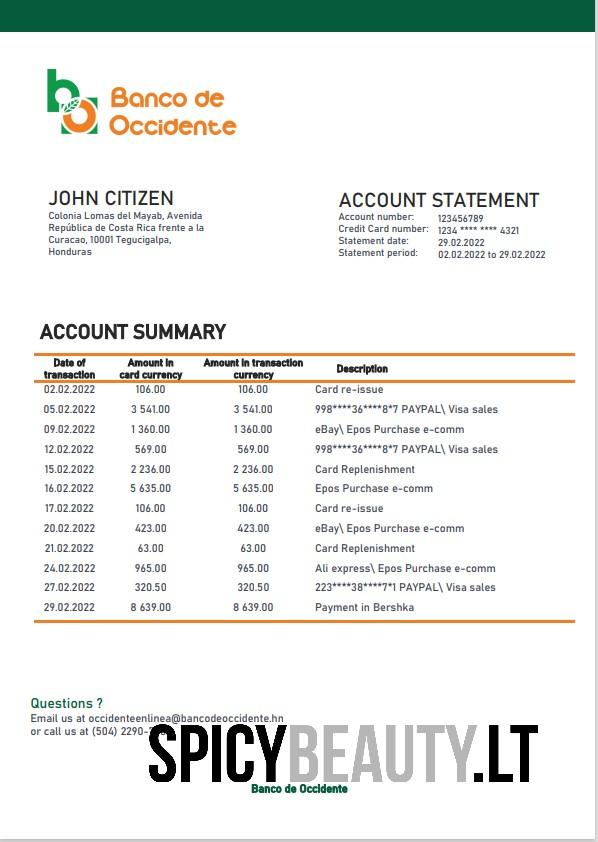 Banco de
Occidente
JOHN CITIZEN
Colonia Lomas del Mayab, Avenida
República de Costa Rica frente a la
Curacao, 10001 Tegucigalpa,
Honduras
ACCOUNT STATEMENT
Account number: 123456789
Credit Card number: 1234 **** **** 4321
Statement date: 29.02.2022
Statement period: 02.02.2022 to 29.02.2022
ACCOUNT SUMMARY
Date of transaction Amount in card currency Amount in transaction currency Description
02.02.2022 106.00 106.00 Card re-issue
05.02.2022 3 541.00 3 541.00 998****36****8*7 PAYPAL\ Visa sales
09.02.2022 1 360.00 1 360.00 eBay\ Epos Purchase e-comm
12.02.2022 569.00 569.00 998****36****8*7 PAYPAL\ Visa sales
15.02.2022 2 236.00 2 236.00 Card Replenishment
16.02.2022 5 635.00 5 635.00 Epos Purchase e-comm
17.02.2022 106.00 106.00 Card re-issue
20.02.2022 423.00 423.00 eBay\ Epos Purchase e-comm
21.02.2022 63.00 63.00 Card Replenishment
24.02.2022 965.00 965.00 Ali express\ Epos Purchase e-comm
27.02.2022 320.50 320.50 223****38****7*1 PAYPAL\ Visa sales
29.02.2022 8 639.00 8 639.00 Payment in Bershka
Questions ?
Email us at occidenteenlinea@bancodeoccidente.hn
or call us at (504) 2290-
SPICYBEAUTY.LT
Banco de Occidente